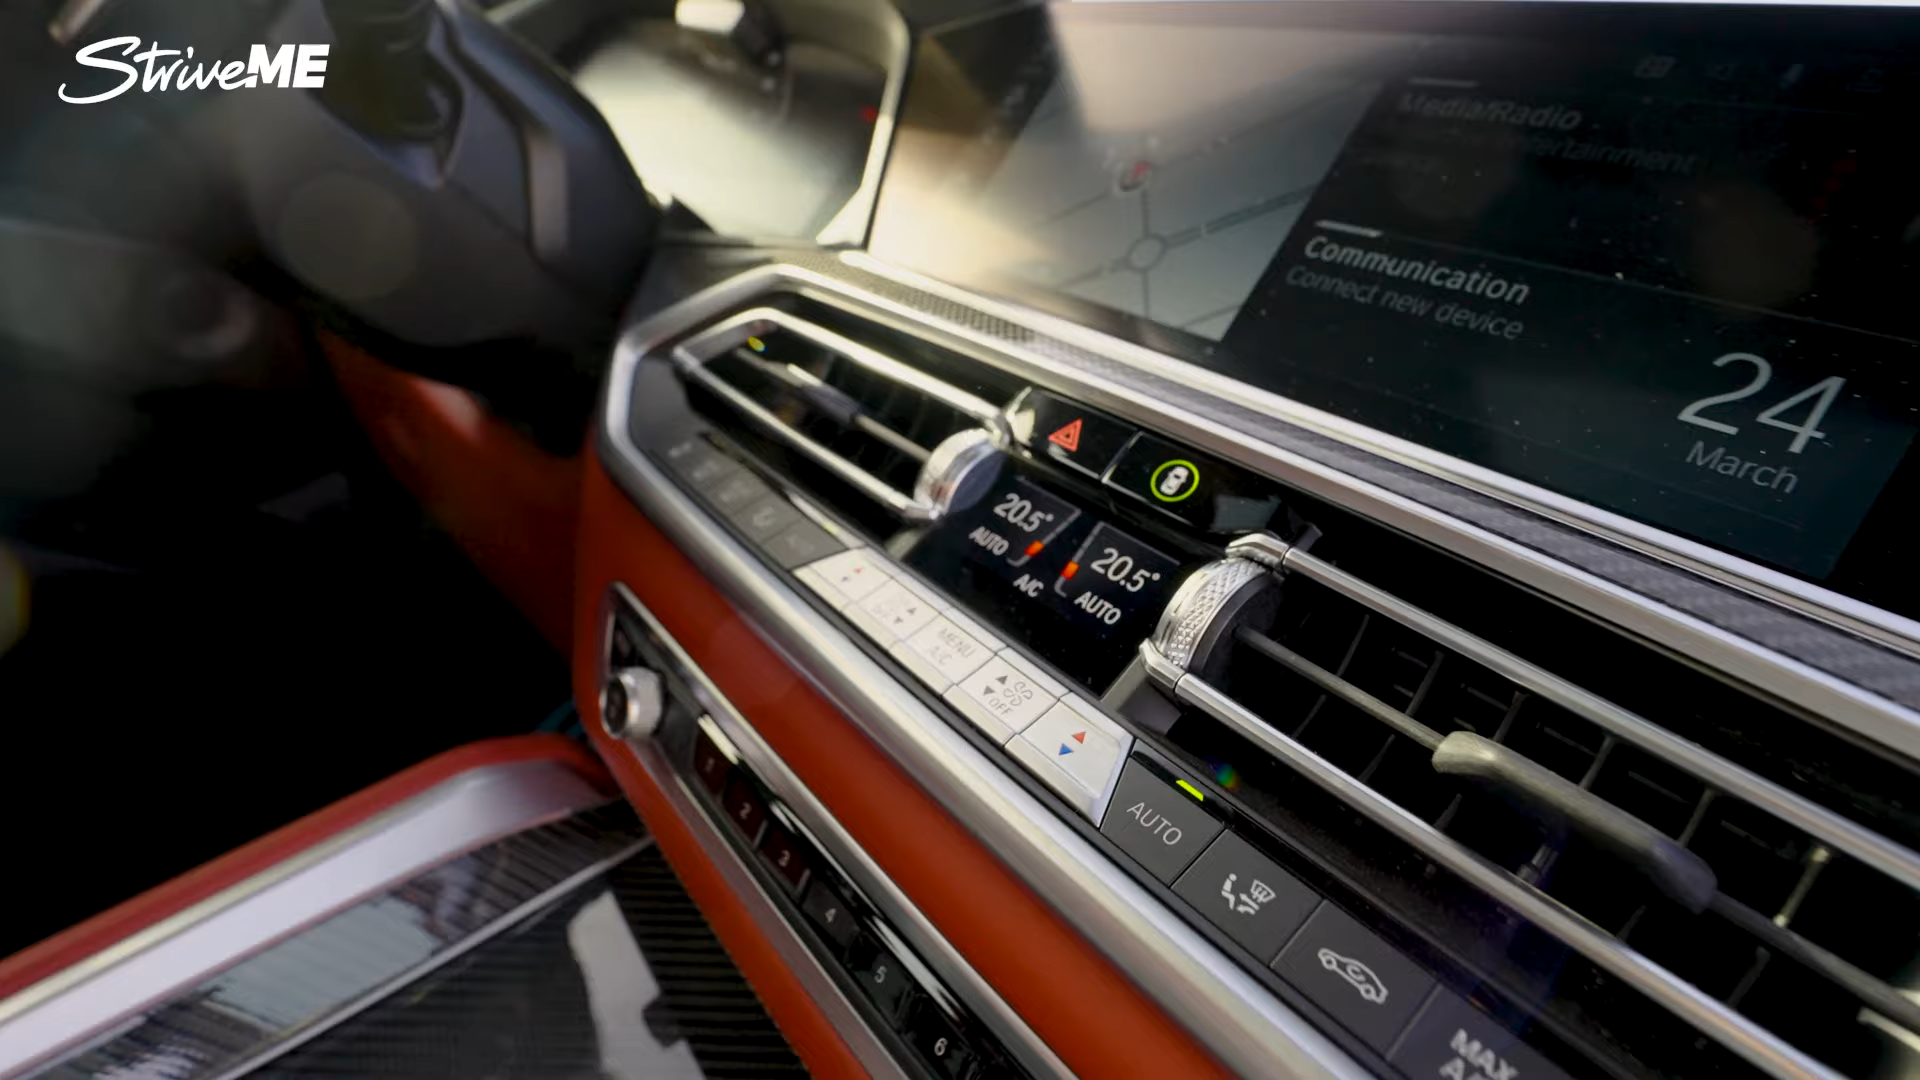 StriveME
Media/Radio
Communication
Connect new device
24
March
20.5°
AUTO
A/C
20.5°
AUTO
MENU
A/C
OFF
AUTO
MAX
1
2
3
4
5
6